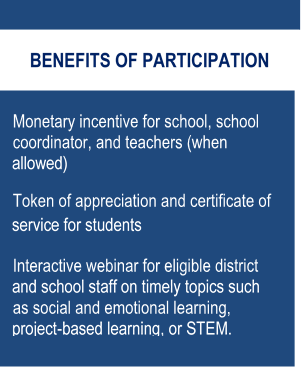 BENEFITS OF PARTICIPATION
Monetary incentive for school, school
coordinator, and teachers (when
allowed)
Token of appreciation and certificate of
service for students
Interactive webinar for eligible district
and school staff on timely topics such
as social and emotional learning,
project-based learning, or STEM.